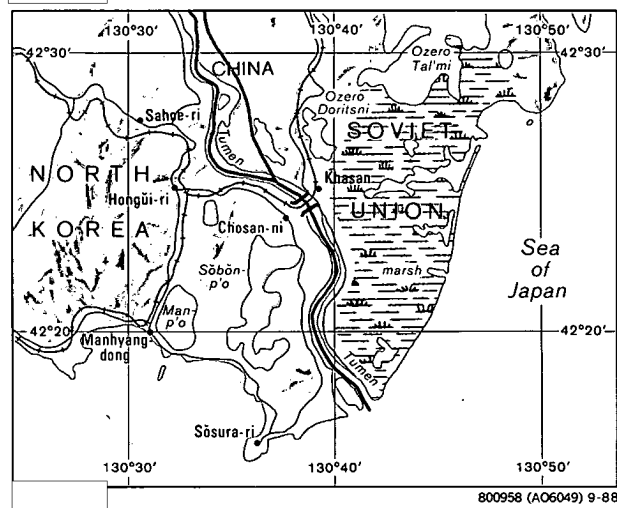 130°30'
130°40'
130°50'
42°30'
42°30'
CHINA
Ozero
Tal'mi
Ozero
Doritsni
Sahoe-ri
Tumen
SOVIET
UNION
NORTH
KOREA
Hongŭi-ri
Khasan
Chosan-ni
Sŏbŏn-
p'o
marsh
Sea
of
Japan
Man-
p'o
42°20'
42°20'
Manhyang-
dong
Tumen
Sŏsura-ri
130°30'
130°40'
130°50'
800958 (A06049) 9-88